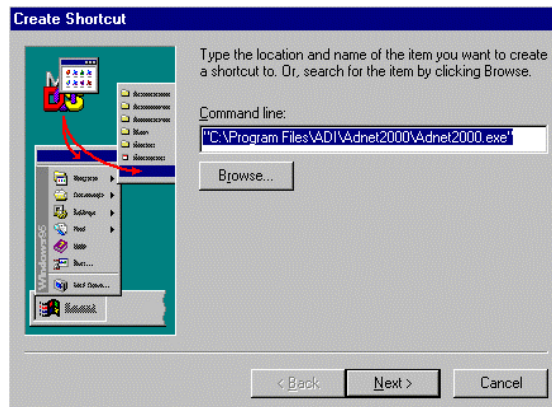 Create Shortcut
Type the location and name of the item you want to create
a shortcut to. Or, search for the item by clicking Browse.
Command line:
"C:\Program Files\ADI\Adnet2000\Adnet2000.exe"
Browse...
Windows95
< Back
Next >
Cancel